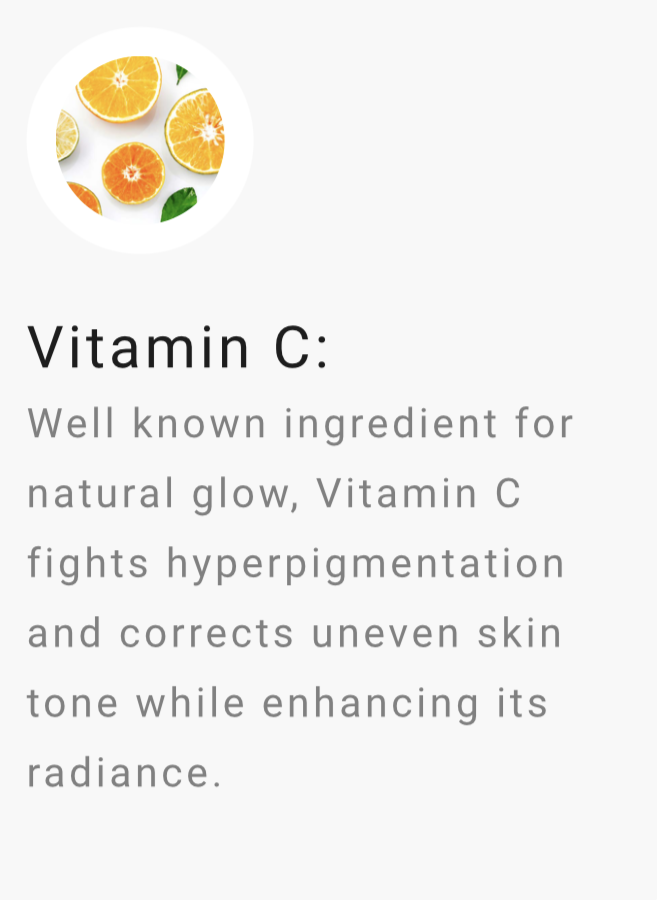 Vitamin C:
Well known ingredient for
natural glow, Vitamin C
fights hyperpigmentation
and corrects uneven skin
tone while enhancing its
radiance.